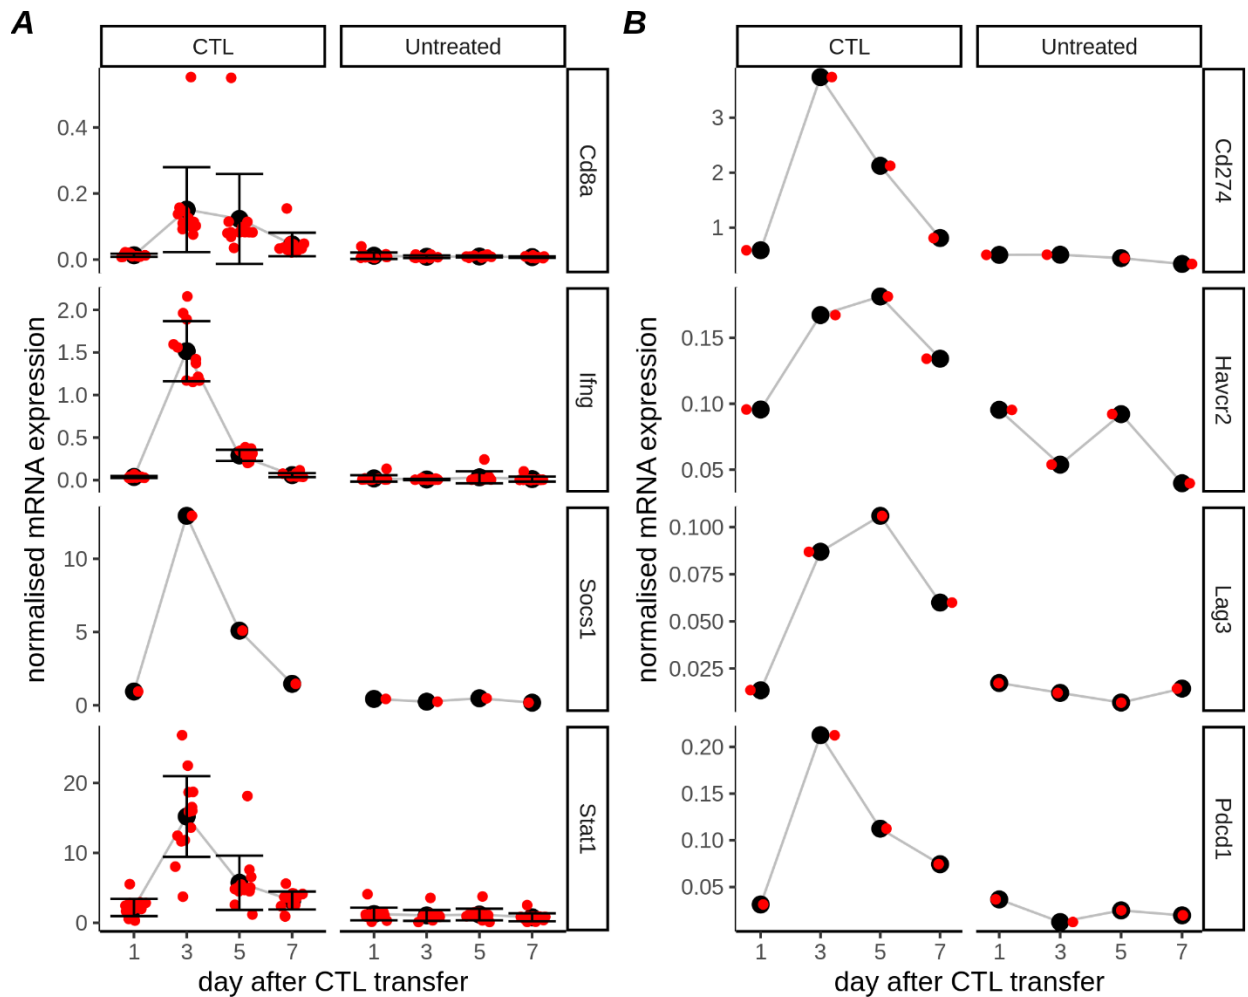 A
CTL
Untreated
normalised mRNA expression
0.4
0.2
0.0
Cd8a
2.0
1.5
1.0
0.5
0.0
Ifng
10
5
0
Socs1
20
10
0
Stat1
1 3 5 7 1 3 5 7
day after CTL transfer
B
CTL
Untreated
normalised mRNA expression
3
2
1
Cd274
0.15
0.10
0.05
Havcr2
0.100
0.075
0.050
0.025
Lag3
0.20
0.15
0.10
0.05
Pdcd1
1 3 5 7 1 3 5 7
day after CTL transfer